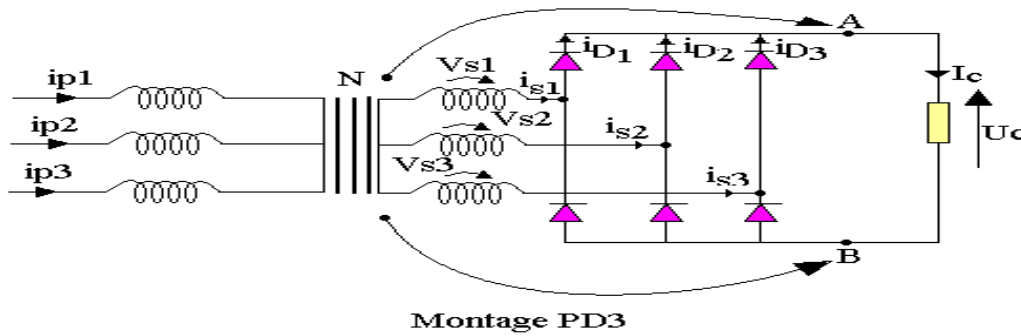 A
iD1
iD2
iD3
N
Vs1
ip1
is1
Ic
Vs2
ip2
is2
Uc
Vs3
ip3
is3
B
Montage PD3